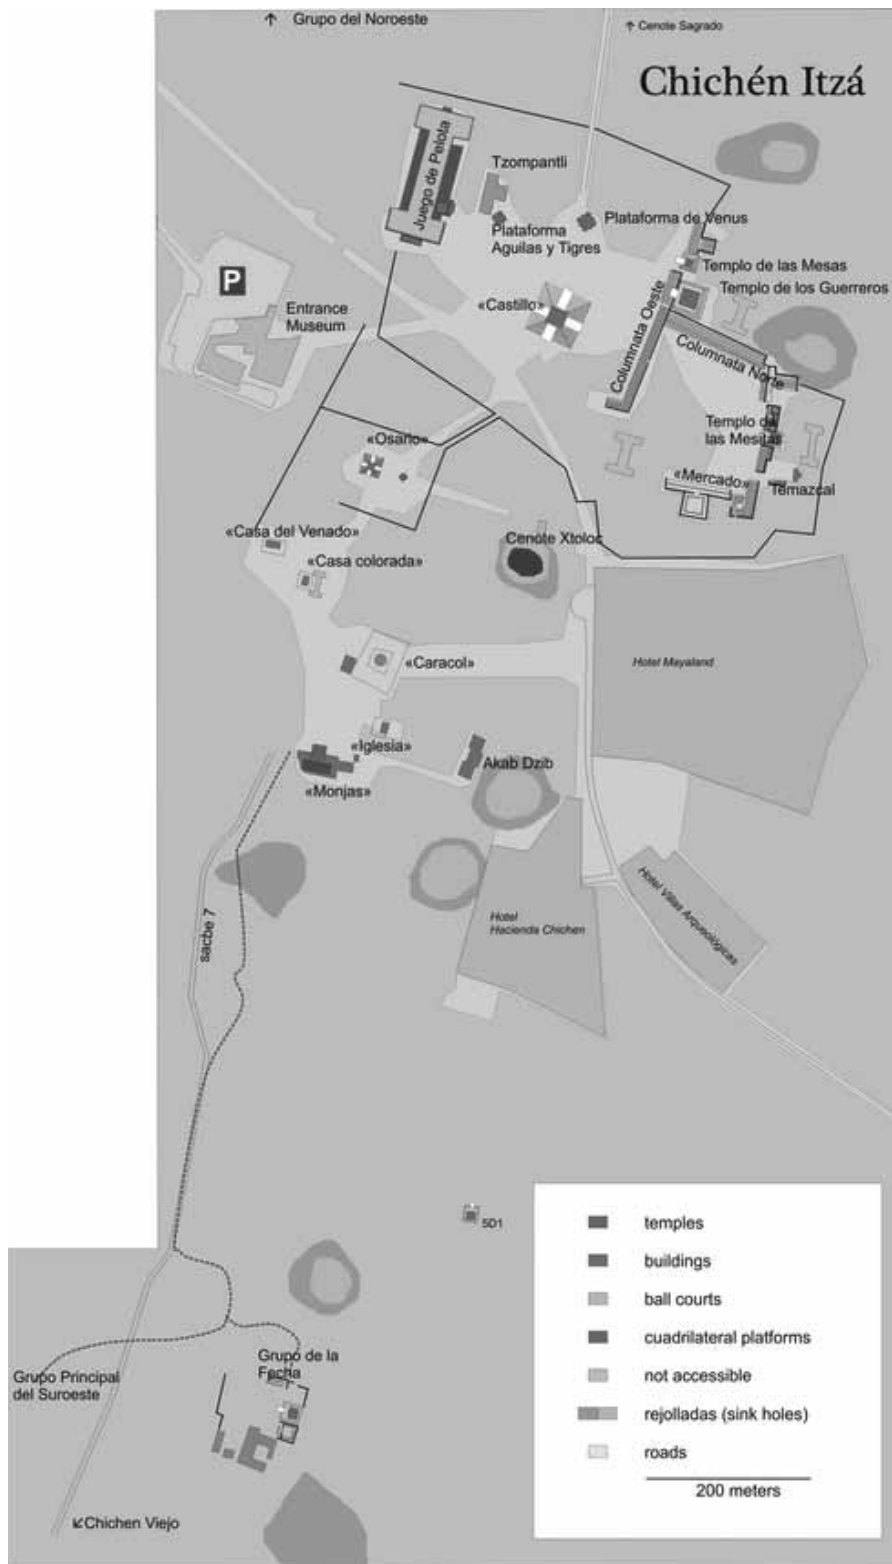 ↑ Grupo del Noroeste
↑ Cenote Sagrado
Chichén Itzá
Juego de Pelota
Tzompantli
Plataforma
Aguilas y Tigres
Plataforma de Venus
P
Entrance
Museum
Templo de las Mesas
Templo de los Guerreros
«Castillo»
Columnata Oeste
Columnata Norte
«Osario»
Templo de
las Mesitas
«Mercado»
Temazcal
«Casa del Venado»
Cenote Xtoloc
«Casa colorada»
«Caracol»
Hotel Mayaland
«Iglesia»
Akab Dzib
«Monjas»
Hotel Villas Arqueológicas
sacbe 7
Hotel
Hacienda Chichen
5D1
temples
buildings
ball courts
cuadrilateral platforms
not accessible
rejolladas (sink holes)
roads
200 meters
Grupo de la
Fecha
Grupo Principal
del Suroeste
↙Chichen Viejo